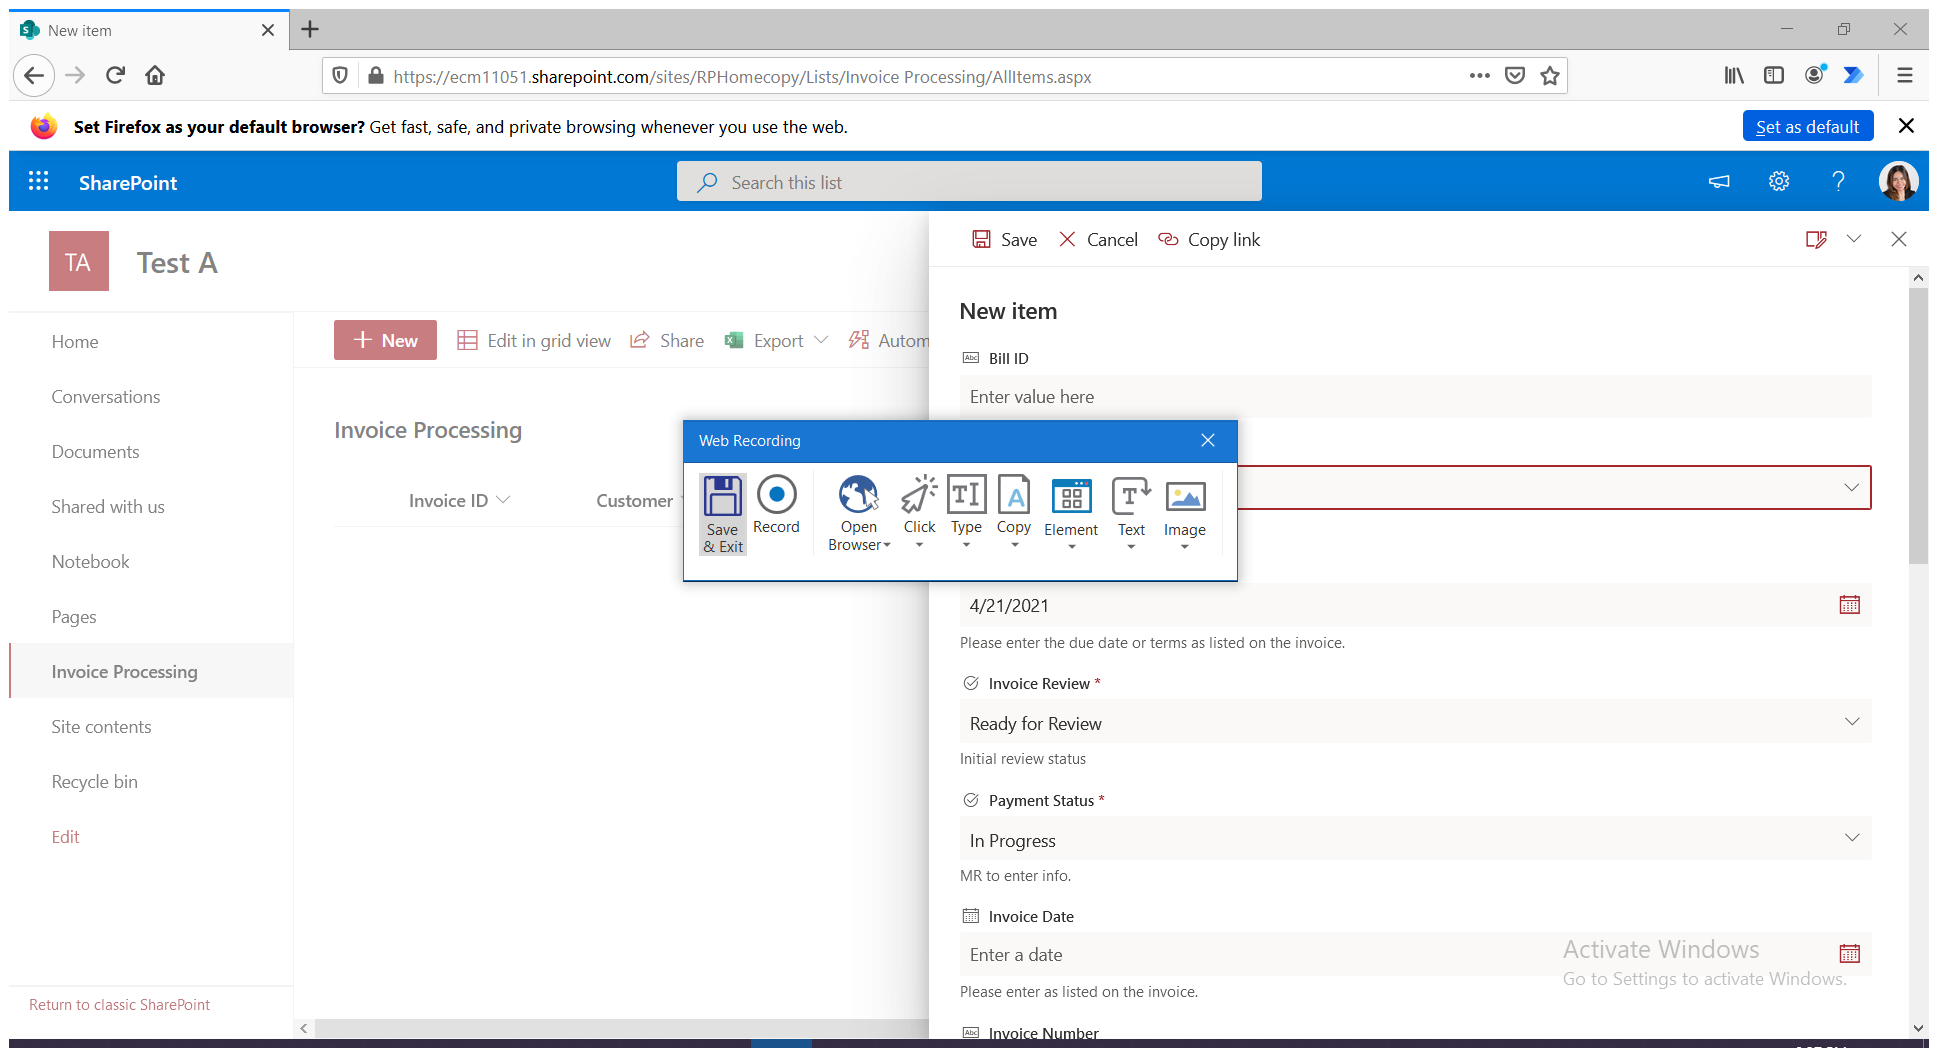 New item
https://ecm11051.sharepoint.com/sites/RPHomecopy/Lists/Invoice Processing/AllItems.aspx
Set Firefox as your default browser? Get fast, safe, and private browsing whenever you use the web.
Set as default
SharePoint
Search this list
Save
Cancel
Copy link
TA
Test A
Home
Conversations
Documents
Shared with us
Notebook
Pages
Invoice Processing
Site contents
Recycle bin
Edit
Return to classic SharePoint
+ New
Edit in grid view
Share
Export
Autom
Invoice Processing
Invoice ID
Customer
Web Recording
Save & Exit
Record
Open Browser
Click
Type
Copy
Element
Text
Image
New item
Abc Bill ID
Enter value here
4/21/2021
Please enter the due date or terms as listed on the invoice.
Invoice Review *
Ready for Review
Initial review status
Payment Status *
In Progress
MR to enter info.
Invoice Date
Enter a date
Please enter as listed on the invoice.
Abc Invoice Number
Activate Windows
Go to Settings to activate Windows.